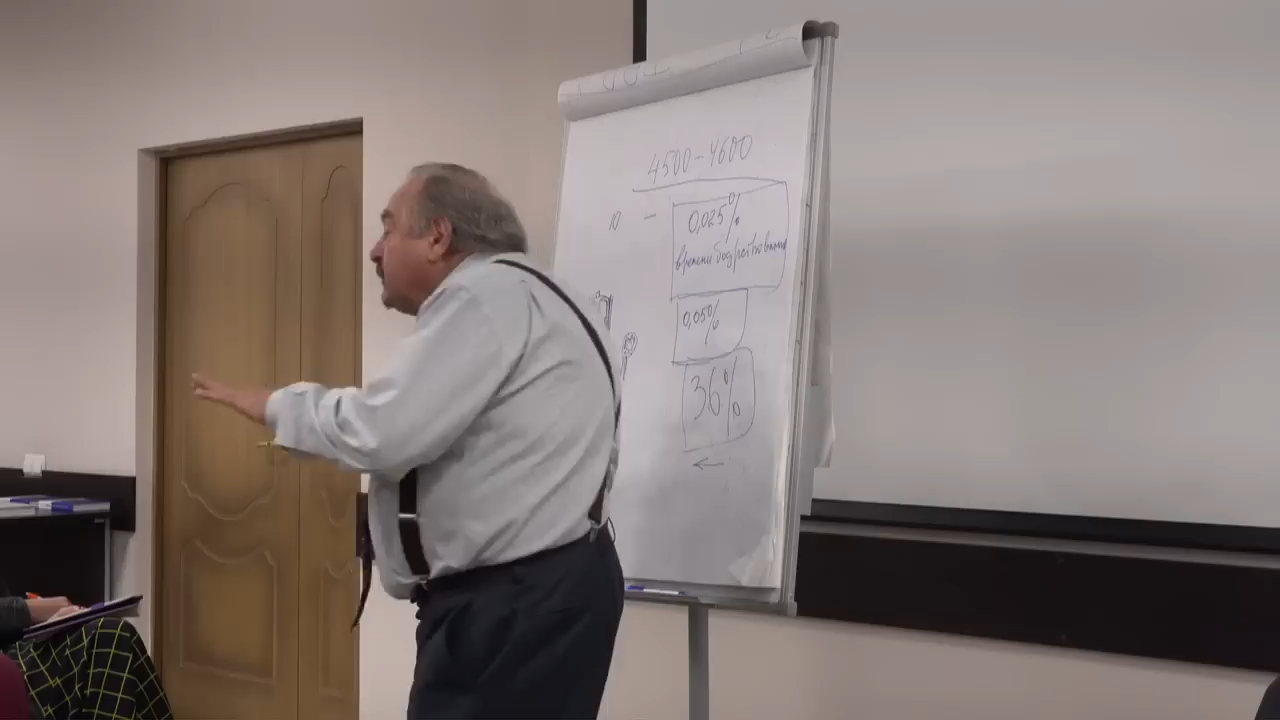 4500-4600
10 - 0,025%
времени бодрствования
0,05%
36%
←